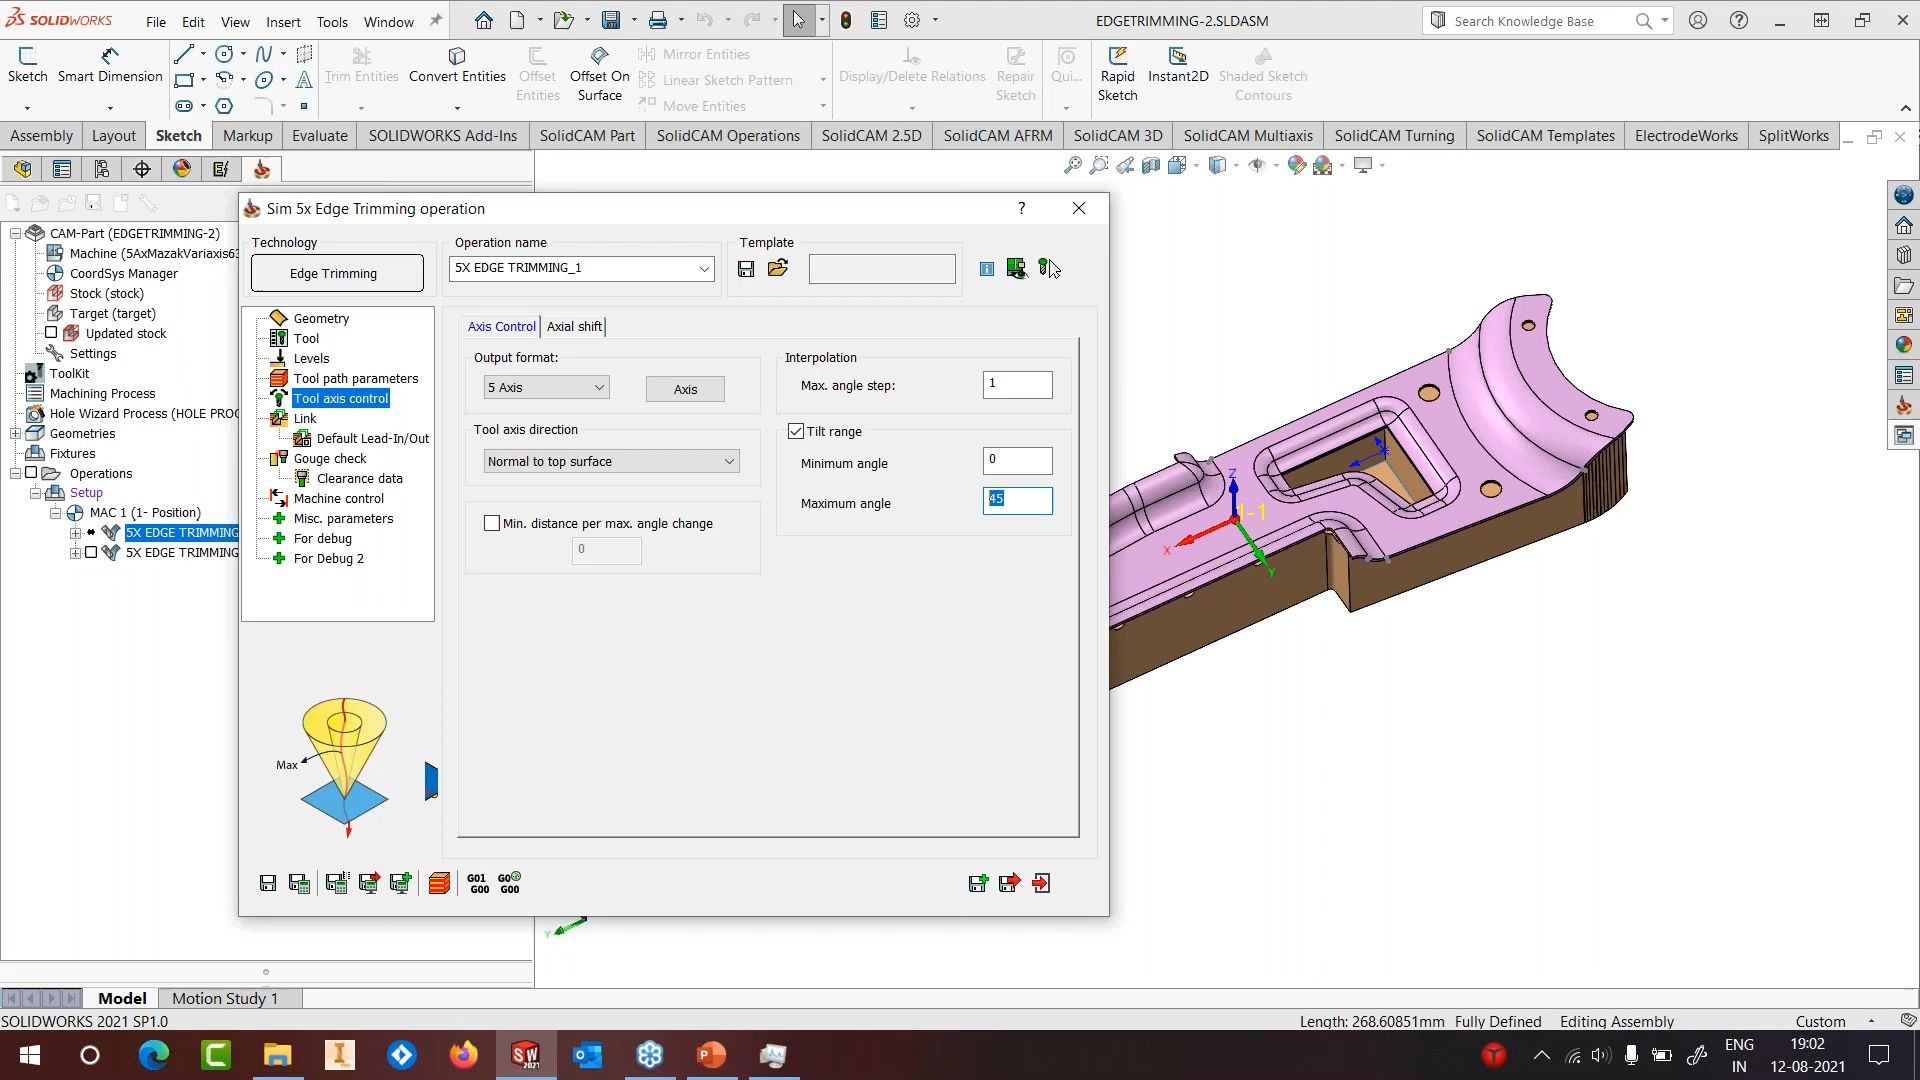 SOLIDWORKS File Edit View Insert Tools Window EDGETRIMMING-2.SLDASM Search Knowledge Base
Sketch Smart Dimension Trim Entities Convert Entities Offset Entities Offset On Surface Mirror Entities Linear Sketch Pattern Move Entities Display/Delete Relations Repair Sketch Qui... Rapid Sketch Instant2D Shaded Sketch Contours
Assembly Layout Sketch Markup Evaluate SOLIDWORKS Add-Ins SolidCAM Part SolidCAM Operations SolidCAM 2.5D SolidCAM AFRM SolidCAM 3D SolidCAM Multiaxis SolidCAM Turning SolidCAM Templates ElectrodeWorks SplitWorks
CAM-Part (EDGETRIMMING-2)
Machine (5AxMazakVariaxis63
CoordSys Manager
Stock (stock)
Target (target)
Updated stock
Settings
ToolKit
Machining Process
Hole Wizard Process (HOLE PROC
Geometries
Fixtures
Operations
Setup
MAC 1 (1- Position)
5X EDGE TRIMMING
5X EDGE TRIMMING
Sim 5x Edge Trimming operation ?
Technology Operation name Template
Edge Trimming 5X EDGE TRIMMING_1
Geometry
Tool
Levels
Tool path parameters
Tool axis control
Link
Default Lead-In/Out
Gouge check
Clearance data
Machine control
Misc. parameters
For debug
For Debug 2
Max
Axis Control Axial shift
Output format:
5 Axis Axis
Tool axis direction
Normal to top surface
Min. distance per max. angle change
0
Interpolation
Max. angle step: 1
Tilt range
Minimum angle 0
Maximum angle 45
G01 G00
G00
Z
1-1
X
Y
Y
Model Motion Study 1
SOLIDWORKS 2021 SP1.0 Length: 268.60851mm Fully Defined Editing Assembly Custom
ENG IN
19:02
12-08-2021